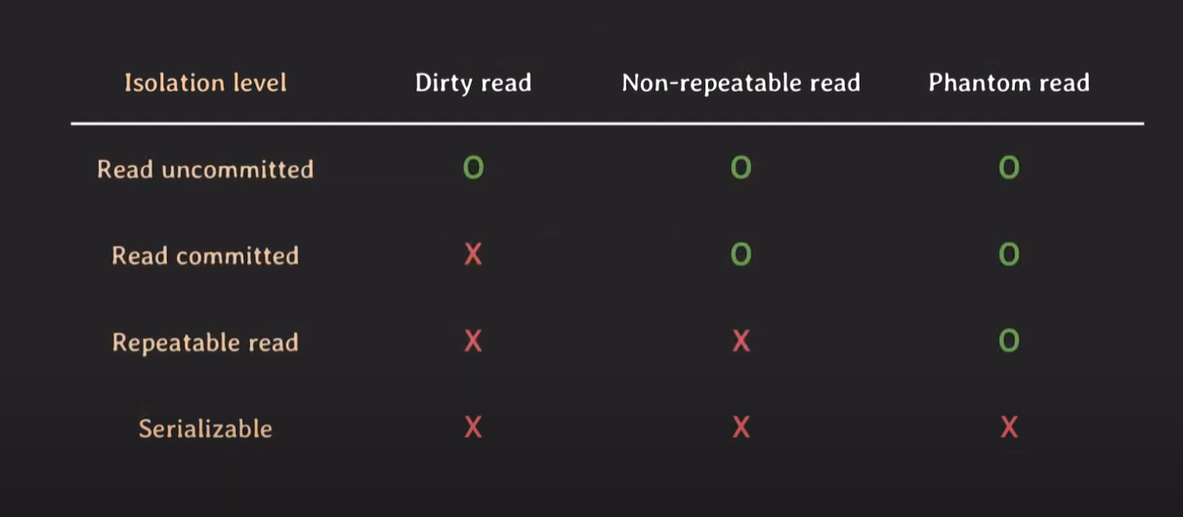 Isolation level Dirty read Non-repeatable read Phantom read
Read uncommitted O O O
Read committed X O O
Repeatable read X X O
Serializable X X X